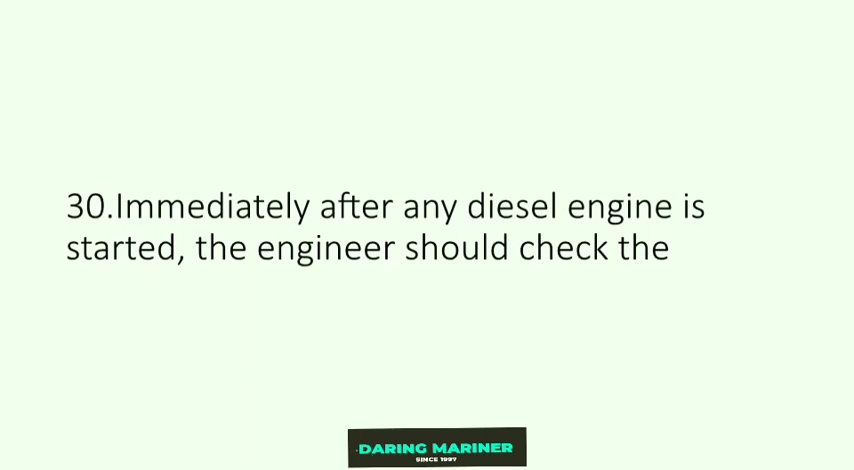 30.Immediately after any diesel engine is
started, the engineer should check the
DARING MARINER
SINCE 1997